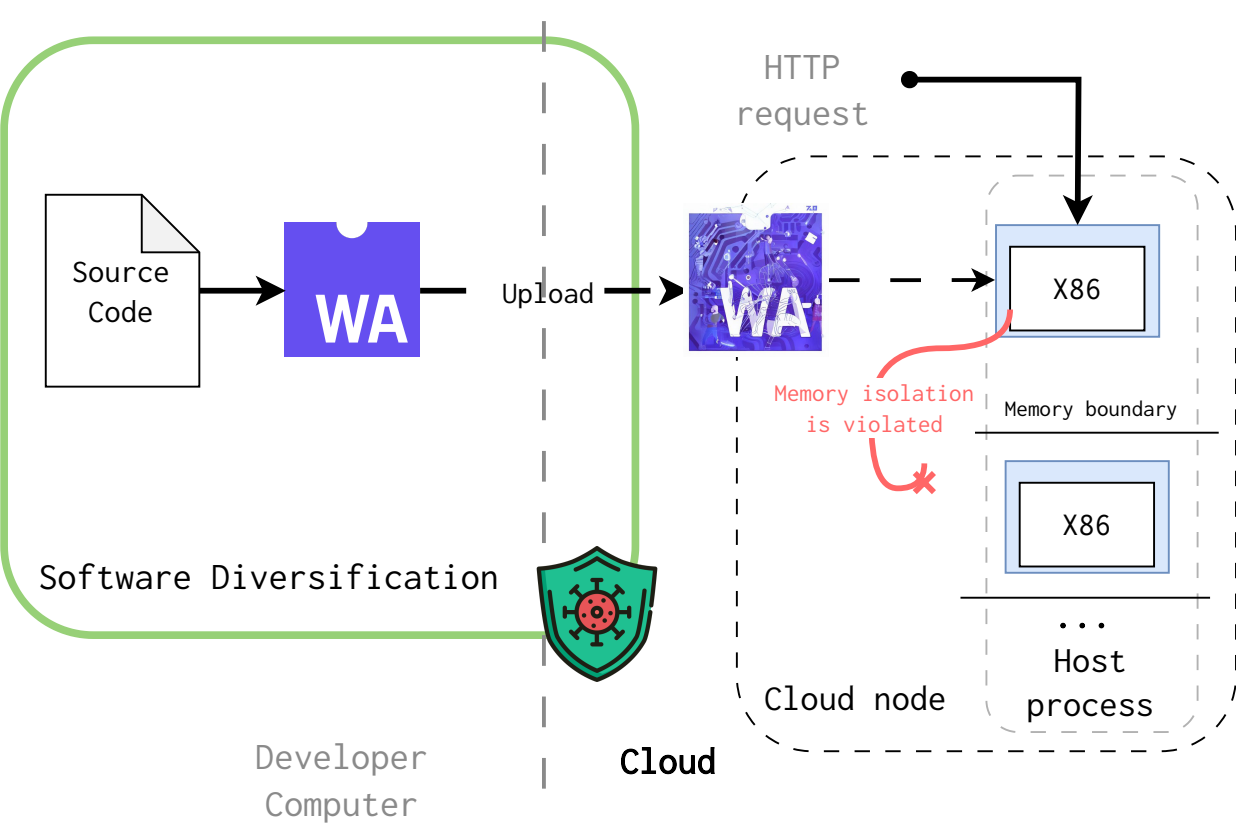 HTTP
request
Source
Code
WA
Upload
WA
X86
Memory isolation
is violated
Memory boundary
X86
Software Diversification
...
Host
process
Cloud node
Developer
Computer
Cloud